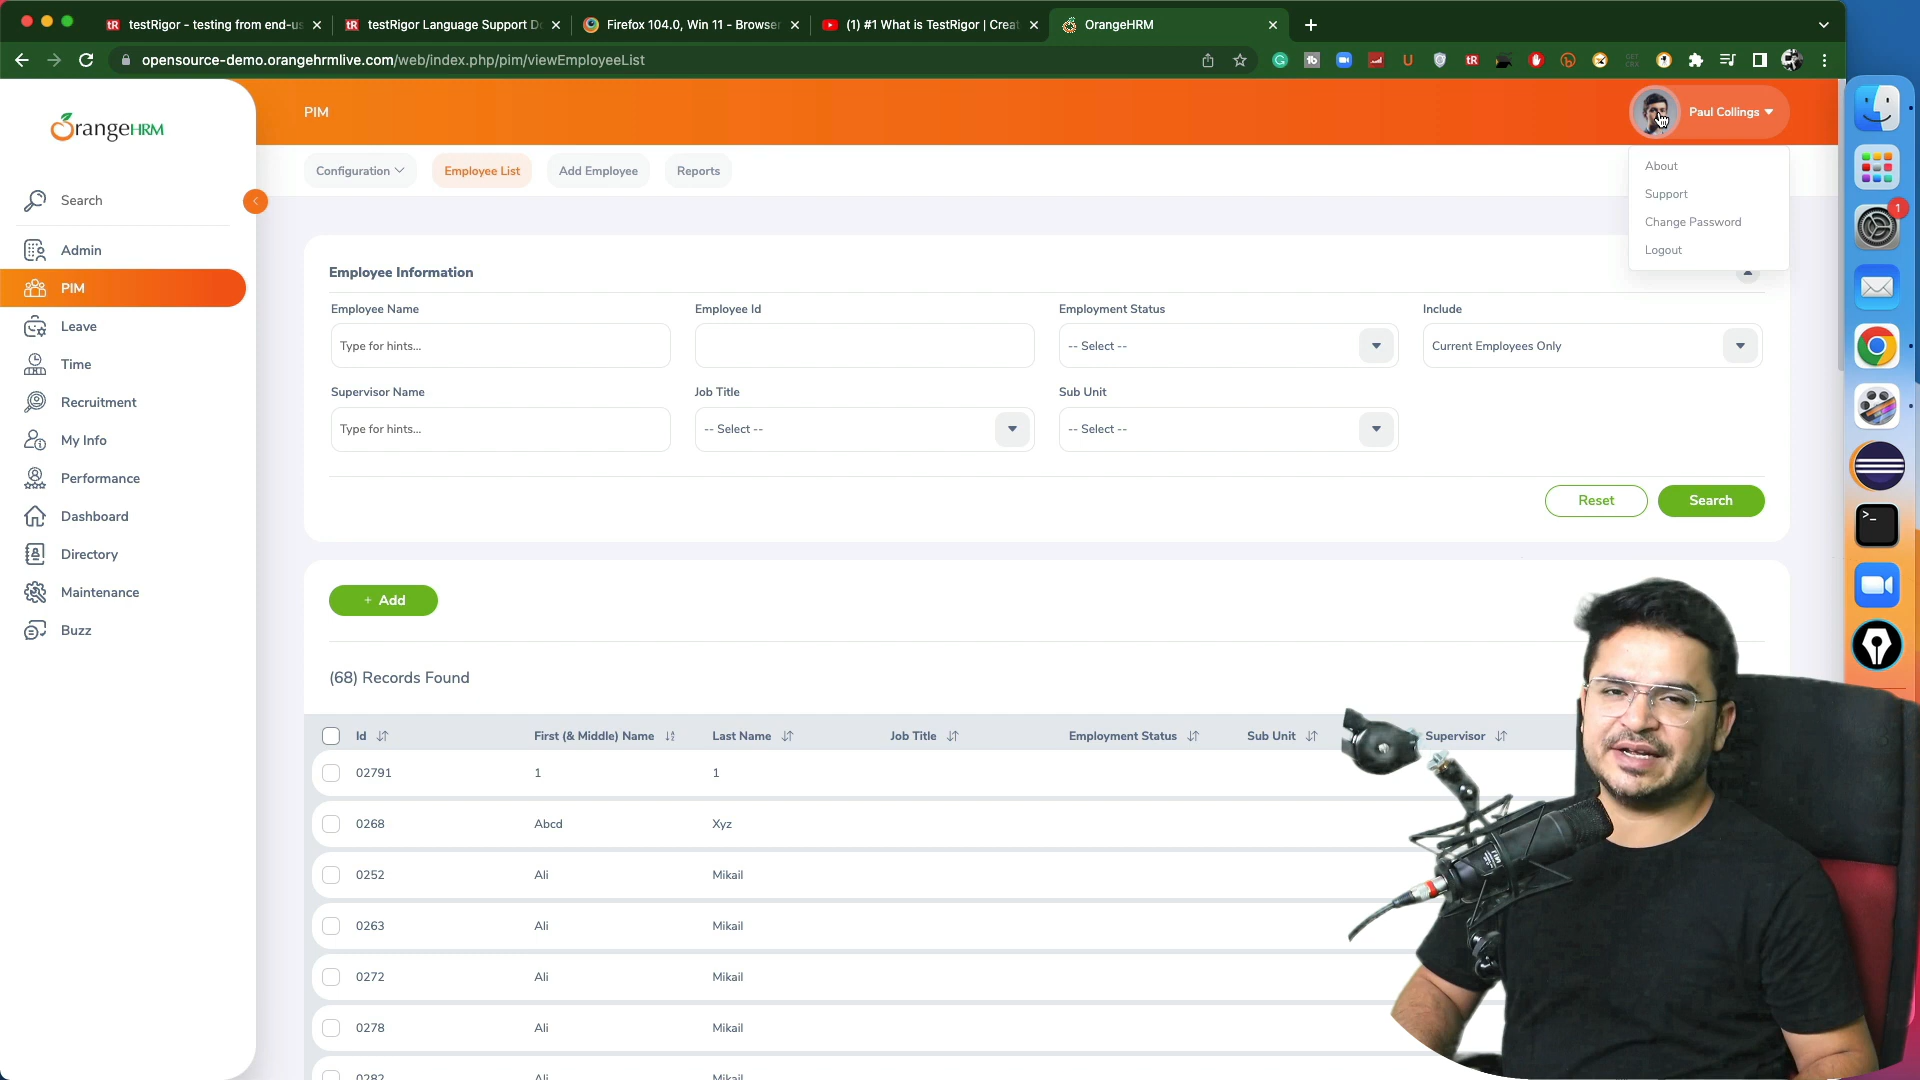 testRigor - testing from end-us
testRigor Language Support Do
Firefox 104.0, Win 11 - Browser
(1) #1 What is TestRigor | Creat
OrangeHRM
opensource-demo.orangehrmlive.com/web/index.php/pim/viewEmployeeList
OrangeHRM
PIM
Paul Collings
Configuration
Employee List
Add Employee
Reports
About
Support
Change Password
Logout
Search
Admin
PIM
Leave
Time
Recruitment
My Info
Performance
Dashboard
Directory
Maintenance
Buzz
Employee Information
Employee Name
Employee Id
Employment Status
Include
Type for hints...
-- Select --
Current Employees Only
Supervisor Name
Job Title
Sub Unit
Type for hints...
-- Select --
-- Select --
Reset
Search
+ Add
(68) Records Found
Id
First (& Middle) Name
Last Name
Job Title
Employment Status
Sub Unit
Supervisor
02791 1 1
0268 Abcd Xyz
0252 Ali Mikail
0263 Ali Mikail
0272 Ali Mikail
0278 Ali Mikail
0282 Ali Mikail
1